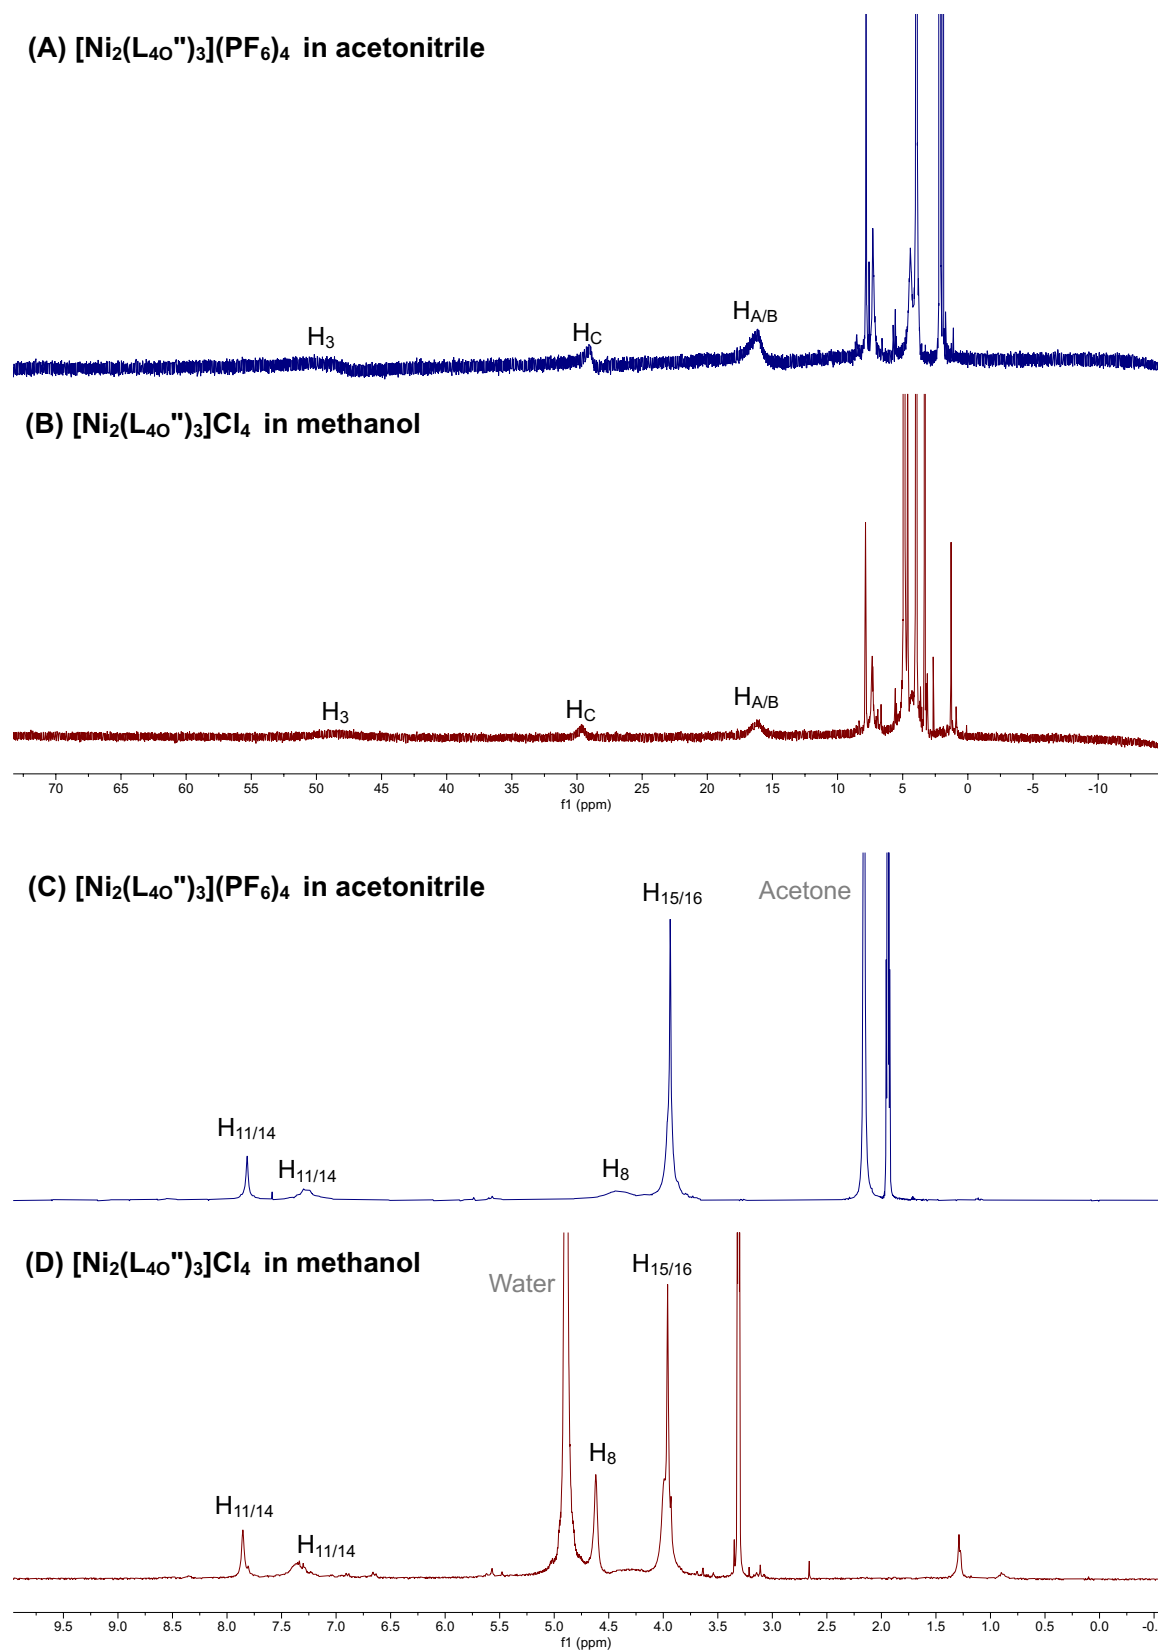 (A) [Ni₂(L₄ₒ")₃](PF₆)₄ in acetonitrile
H₃
H_C
H_A/B
(B) [Ni₂(L₄ₒ")₃]Cl₄ in methanol
H₃
H_C
H_A/B
70 65 60 55 50 45 40 35 30 25 20 15 10 5 0 -5 -10
f1 (ppm)
(C) [Ni₂(L₄ₒ")₃](PF₆)₄ in acetonitrile
H₁₅/₁₆
Acetone
H₁₁/₁₄
H₁₁/₁₄
H₈
(D) [Ni₂(L₄ₒ")₃]Cl₄ in methanol
Water
H₁₅/₁₆
H₈
H₁₁/₁₄
H₁₁/₁₄
9.5 9.0 8.5 8.0 7.5 7.0 6.5 6.0 5.5 5.0 4.5 4.0 3.5 3.0 2.5 2.0 1.5 1.0 0.5 0.0 -0.
f1 (ppm)